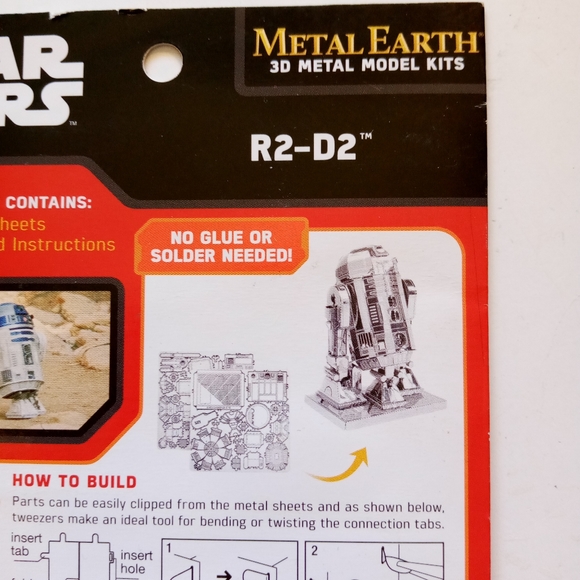 METAL EARTH
3D METAL MODEL KITS
AR
RS™
R2-D2™
CONTAINS:
heets
d Instructions
NO GLUE OR
SOLDER NEEDED!
HOW TO BUILD
Parts can be easily clipped from the metal sheets and as shown below,
tweezers make an ideal tool for bending or twisting the connection tabs.
insert
tab
insert
hole
1
2